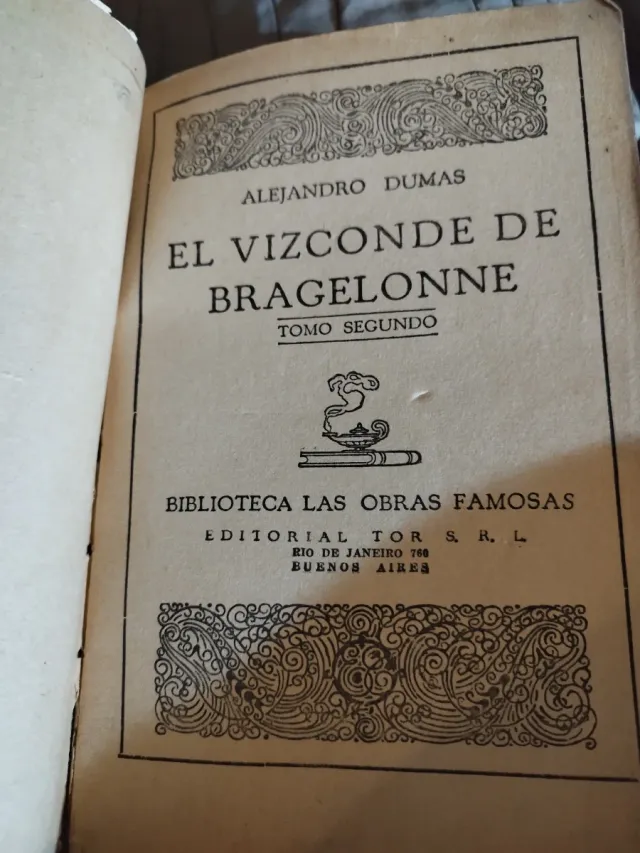 ALEJANDRO DUMAS
EL VIZCONDE DE
BRAGELONNE
TOMO SEGUNDO
BIBLIOTECA LAS OBRAS FAMOSAS
EDITORIAL TOR S. R. L.
RIO DE JANEIRO 760
BUENOS AIRES